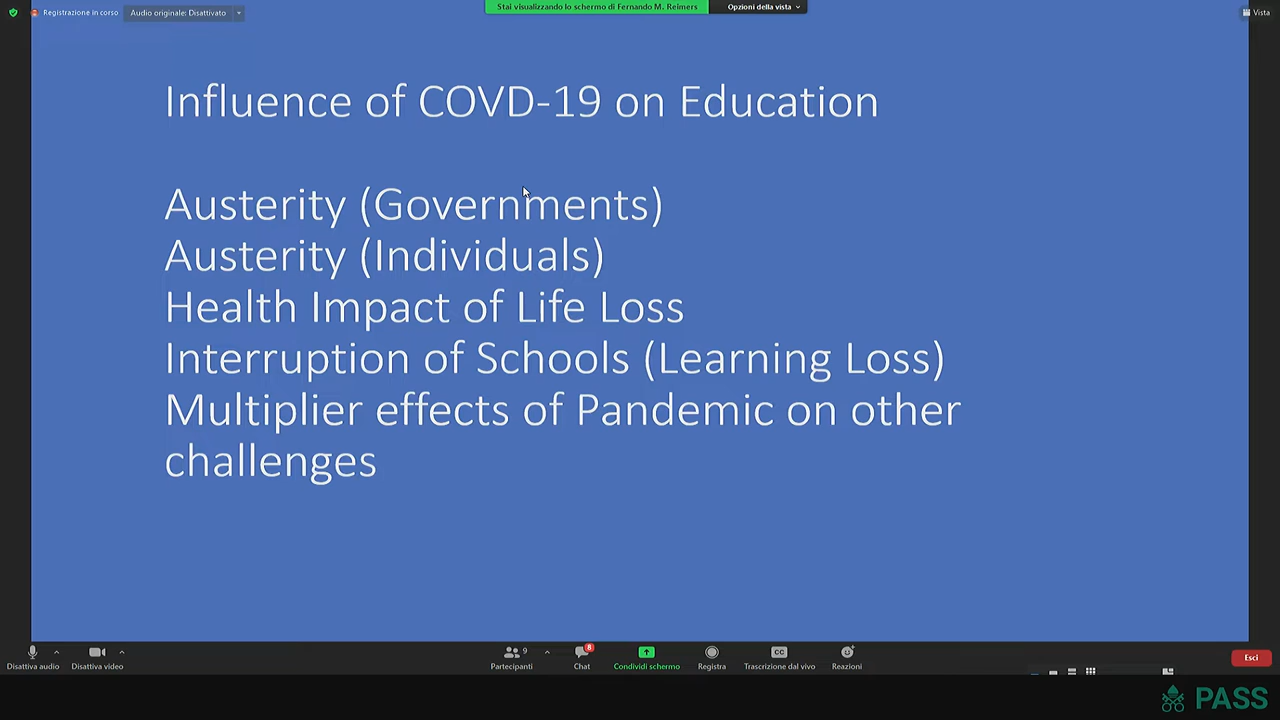 Registrazione in corso
Audio originale: Disattivato
Stai visualizzando lo schermo di Fernando M. Reimers
Opzioni della vista
Vista
Influence of COVD-19 on Education
Austerity (Governments)
Austerity (Individuals)
Health Impact of Life Loss
Interruption of Schools (Learning Loss)
Multiplier effects of Pandemic on other
challenges
Disattiva audio
Disattiva video
Partecipanti 9
Chat 8
Condividi schermo
Registra
Trascrizione dal vivo
Reazioni
Esci
PASS